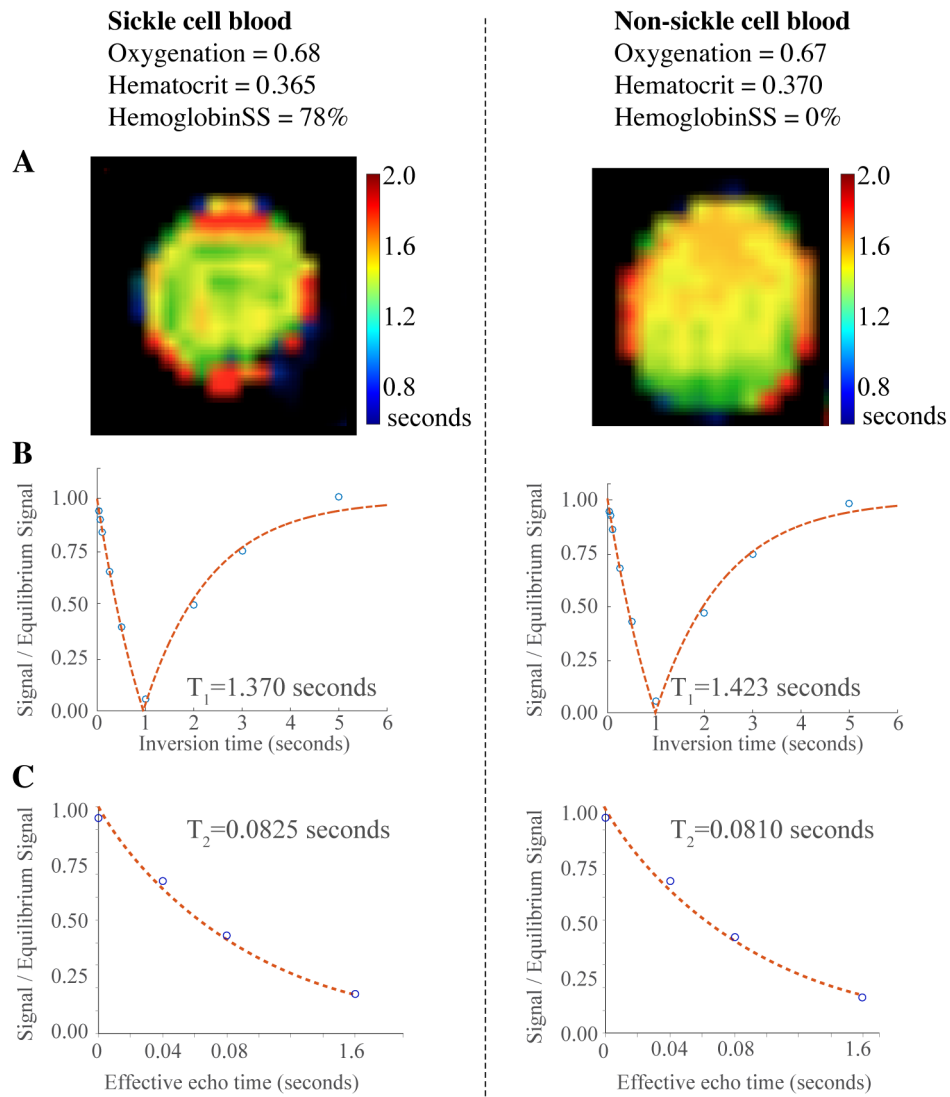 Sickle cell blood
Oxygenation = 0.68
Hematocrit = 0.365
HemoglobinSS = 78%
Non-sickle cell blood
Oxygenation = 0.67
Hematocrit = 0.370
HemoglobinSS = 0%
A
2.0
1.6
1.2
0.8
seconds
2.0
1.6
1.2
0.8
seconds
B
Signal / Equilibrium Signal
1.00
0.75
0.50
0.25
0.00
T1=1.370 seconds
0 1 2 3 4 5 6
Inversion time (seconds)
Signal / Equilibrium Signal
1.00
0.75
0.50
0.25
0.00
T1=1.423 seconds
0 1 2 3 4 5 6
Inversion time (seconds)
C
Signal / Equilibrium Signal
1.00
0.75
0.50
0.25
0.00
T2=0.0825 seconds
0 0.04 0.08 1.6
Effective echo time (seconds)
Signal / Equilibrium Signal
1.00
0.75
0.50
0.25
0.00
T2=0.0810 seconds
0 0.04 0.08 1.6
Effective echo time (seconds)